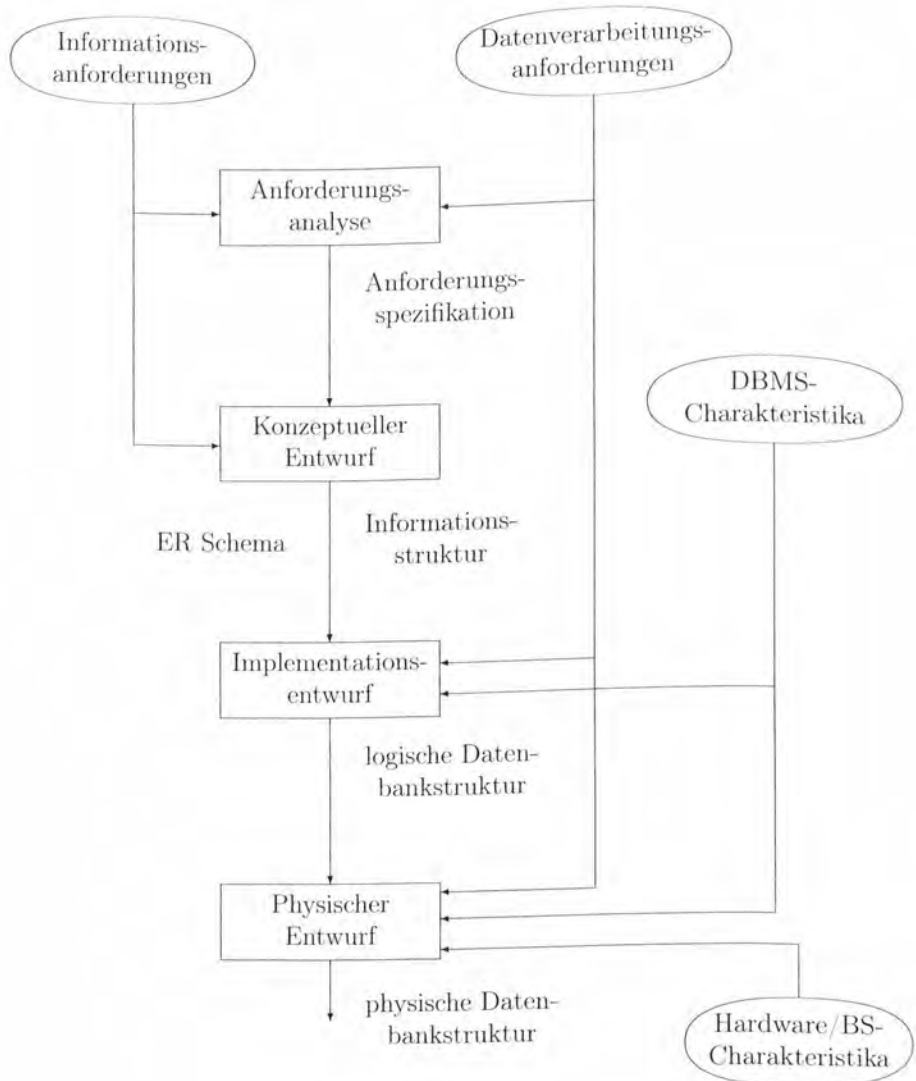 Informations-
anforderungen
Datenverarbeitungs-
anforderungen
Anforderungs-
analyse
Anforderungs-
spezifikation
DBMS-
Charakteristika
Konzeptueller
Entwurf
ER Schema
Informations-
struktur
Implementations-
entwurf
logische Daten-
bankstruktur
Physischer
Entwurf
physische Daten-
bankstruktur
Hardware/BS-
Charakteristika